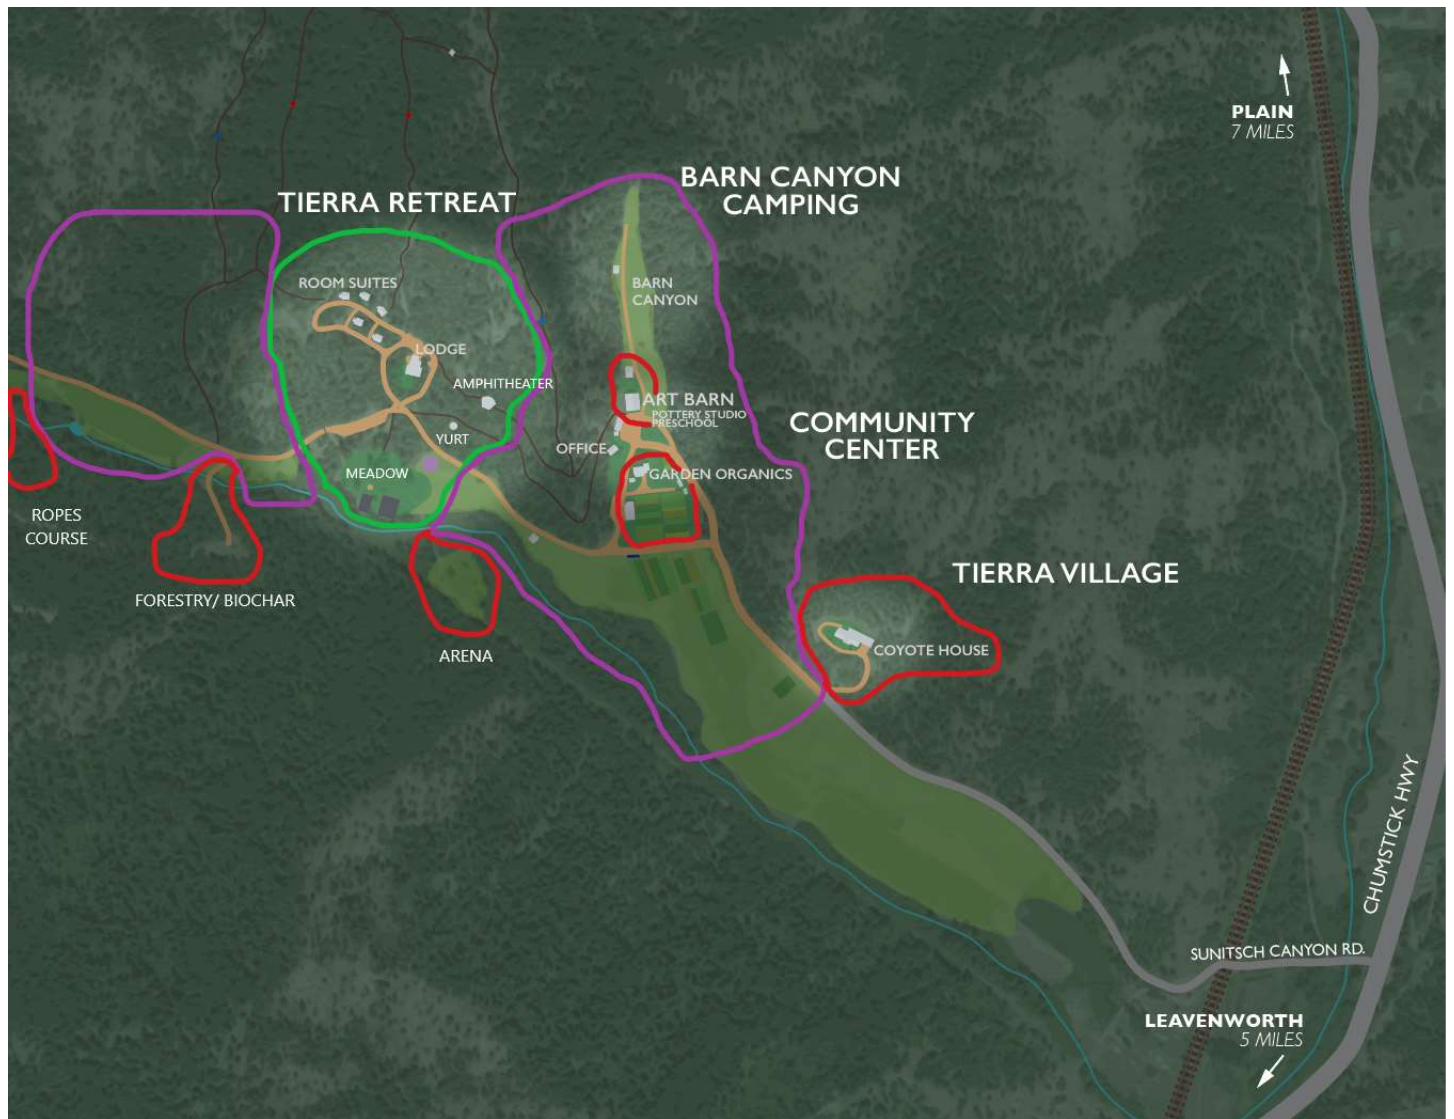 PLAIN
7 MILES
BARN CANYON
CAMPING
TIERRA RETREAT
ROOM SUITES
BARN
CANYON
LODGE
AMPHITHEATER
ART BARN
POTTERY STUDIO
PRESCHOOL
COMMUNITY
CENTER
YURT
OFFICE
MEADOW
GARDEN ORGANICS
ROPES
COURSE
FORESTRY/ BIOCHAR
TIERRA VILLAGE
ARENA
COYOTE HOUSE
CHUMSTICK HWY
SUNITSCH CANYON RD.
LEAVENWORTH
5 MILES